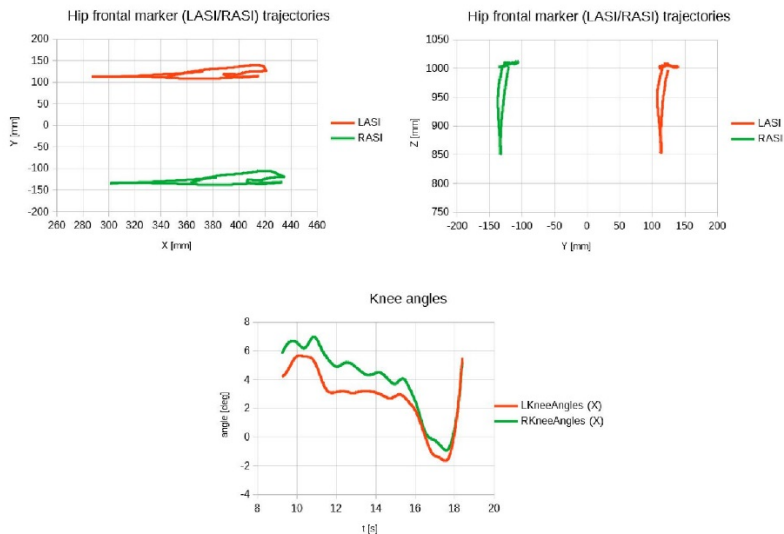 Hip frontal marker (LASI/RASI) trajectories
200
150
100
50
0
-50
-100
-150
-200
Y [mm]
260 280 300 320 340 360 380 400 420 440 460
X [mm]
LASI
RASI
Hip frontal marker (LASI/RASI) trajectories
1050
1000
950
900
850
800
750
Z [mm]
-200 -150 -100 -50 0 50 100 150 200
Y [mm]
LASI
RASI
Knee angles
8
6
4
2
0
-2
-4
angle [deg]
8 10 12 14 16 18 20
t [s]
LKneeAngles (X)
RKneeAngles (X)